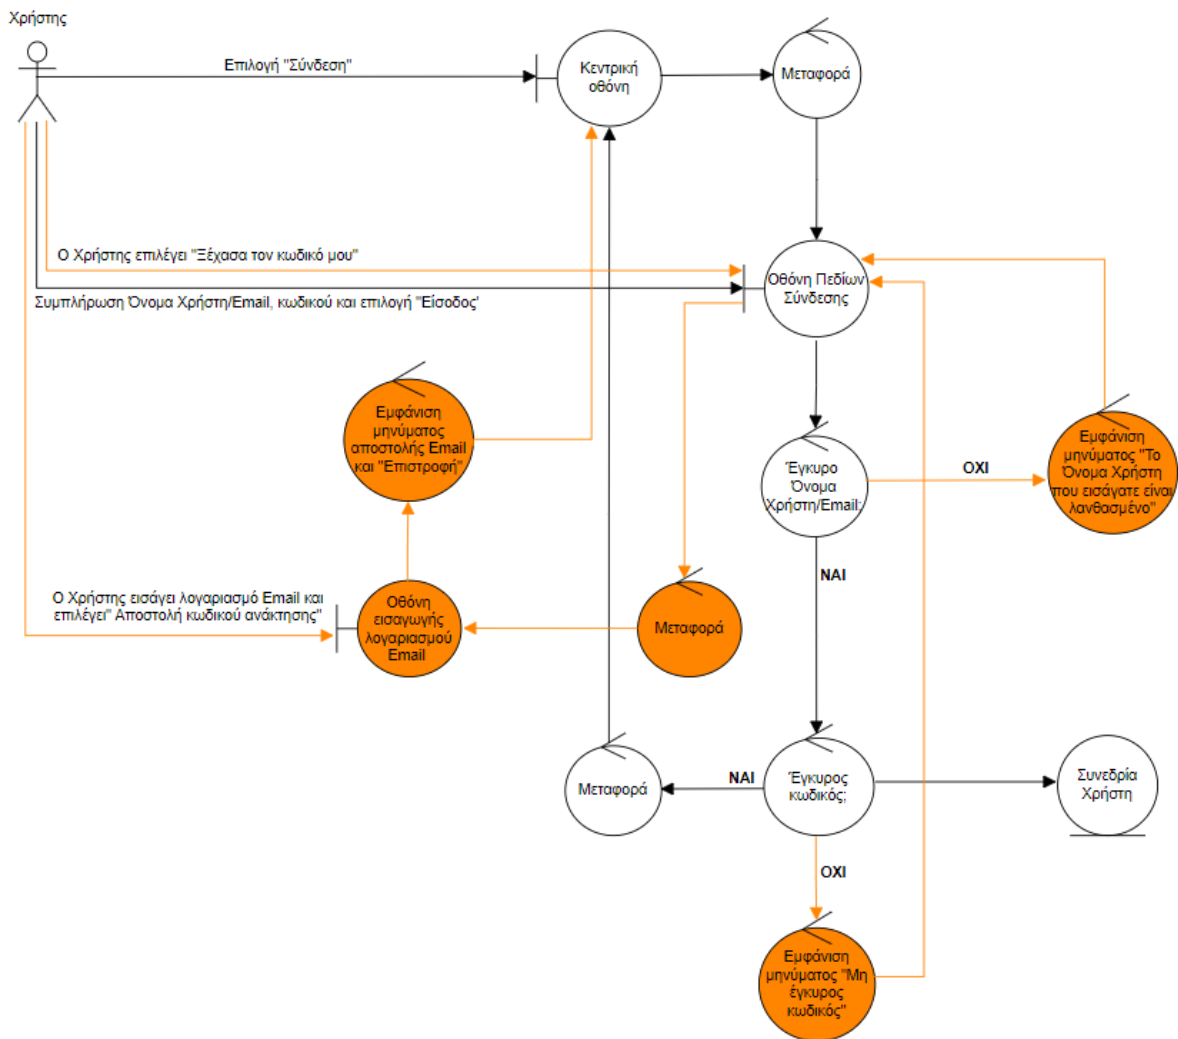 Χρήστης
Επιλογή "Σύνδεση"
Κεντρική
οθόνη
Μεταφορά
Ο Χρήστης επιλέγει "Ξέχασα τον κωδικό μου"
Συμπλήρωση Όνομα Χρήστη/Email, κωδικού και επιλογή "Είσοδος'
Οθόνη Πεδίων
Σύνδεσης
Εμφάνιση
μηνύματος
αποστολής Email
και "Επιστροφή"
Έγκυρο
Όνομα
Χρήστη/Email;
ΟΧΙ
Εμφάνιση
μηνύματος "Το
Όνομα Χρήστη
που εισάγατε είναι
λανθασμένο"
ΝΑΙ
Ο Χρήστης εισάγει λογαριασμό Email και
επιλέγει" Αποστολή κωδικού ανάκτησης"
Οθόνη
εισαγωγής
λογαριασμού
Email
Μεταφορά
Μεταφορά
ΝΑΙ
Έγκυρος
κωδικός;
Συνεδρία
Χρήστη
ΟΧΙ
Εμφάνιση
μηνύματος "Μη
έγκυρος
κωδικός"